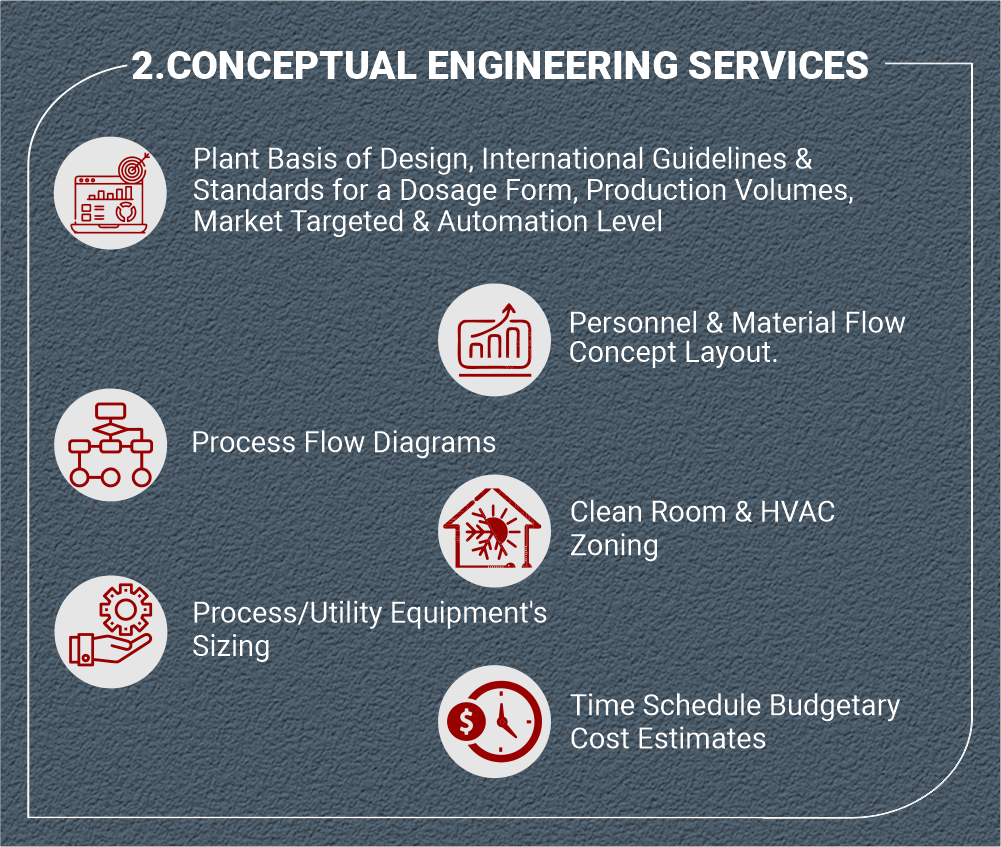 2.CONCEPTUAL ENGINEERING SERVICES
Plant Basis of Design, International Guidelines &
Standards for a Dosage Form, Production Volumes,
Market Targeted & Automation Level
Personnel & Material Flow
Concept Layout.
Process Flow Diagrams
Clean Room & HVAC
Zoning
Process/Utility Equipment's
Sizing
$
Time Schedule Budgetary
Cost Estimates